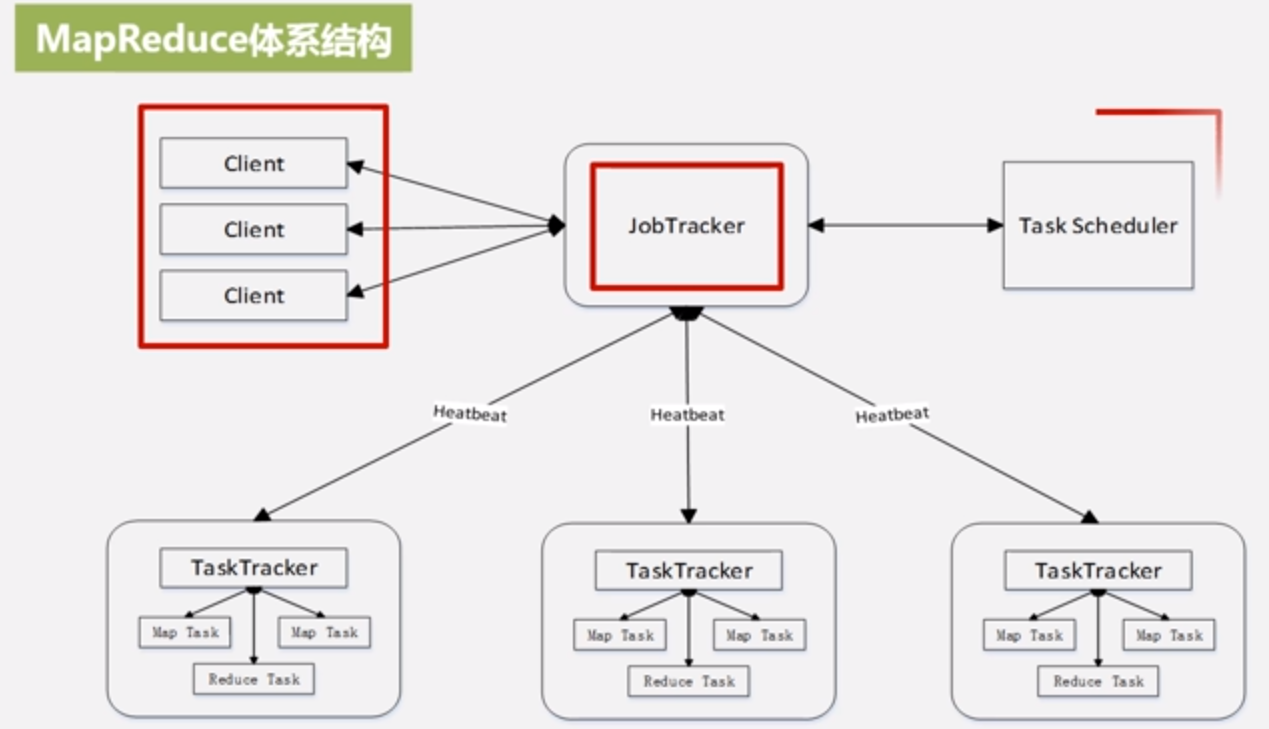 MapReduce体系结构
Client
Client
Client
JobTracker
Task Scheduler
Heatbeat
Heatbeat
Heatbeat
TaskTracker
Map Task
Map Task
Reduce Task
TaskTracker
Map Task
Map Task
Reduce Task
TaskTracker
Map Task
Map Task
Reduce Task